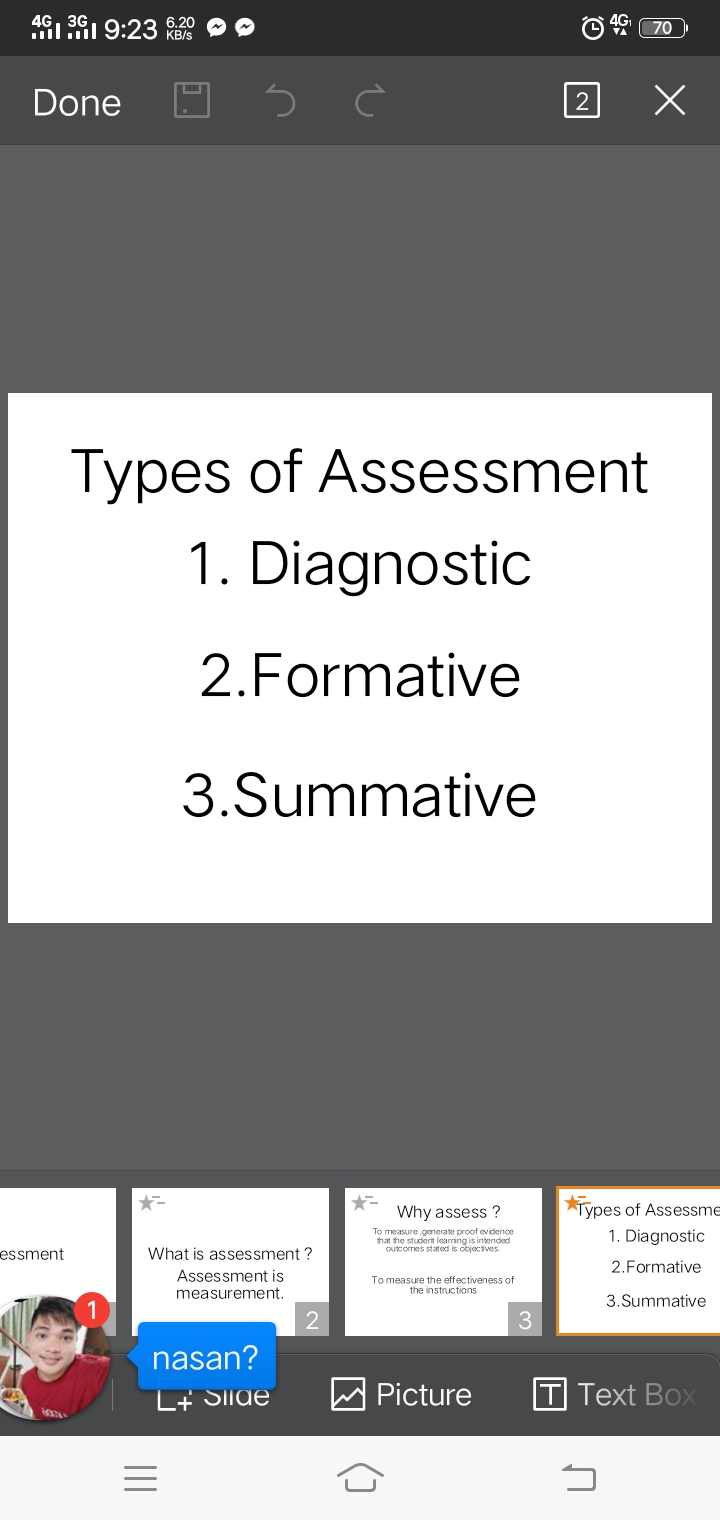 4G 3G 9:23 6.20 KB/s 4G 70
Done 2
Types of Assessment
1. Diagnostic
2.Formative
3.Summative
essment
What is assessment ?
Assessment is
measurement.
2
Why assess ?
To measure ,generate proof evidence
that the student learning is intended
outcomes stated is objectives.
To measure the effectiveness of
the instructions
3
Types of Assessme
1. Diagnostic
2.Formative
3.Summative
1
nasan?
Slide Picture Text Box